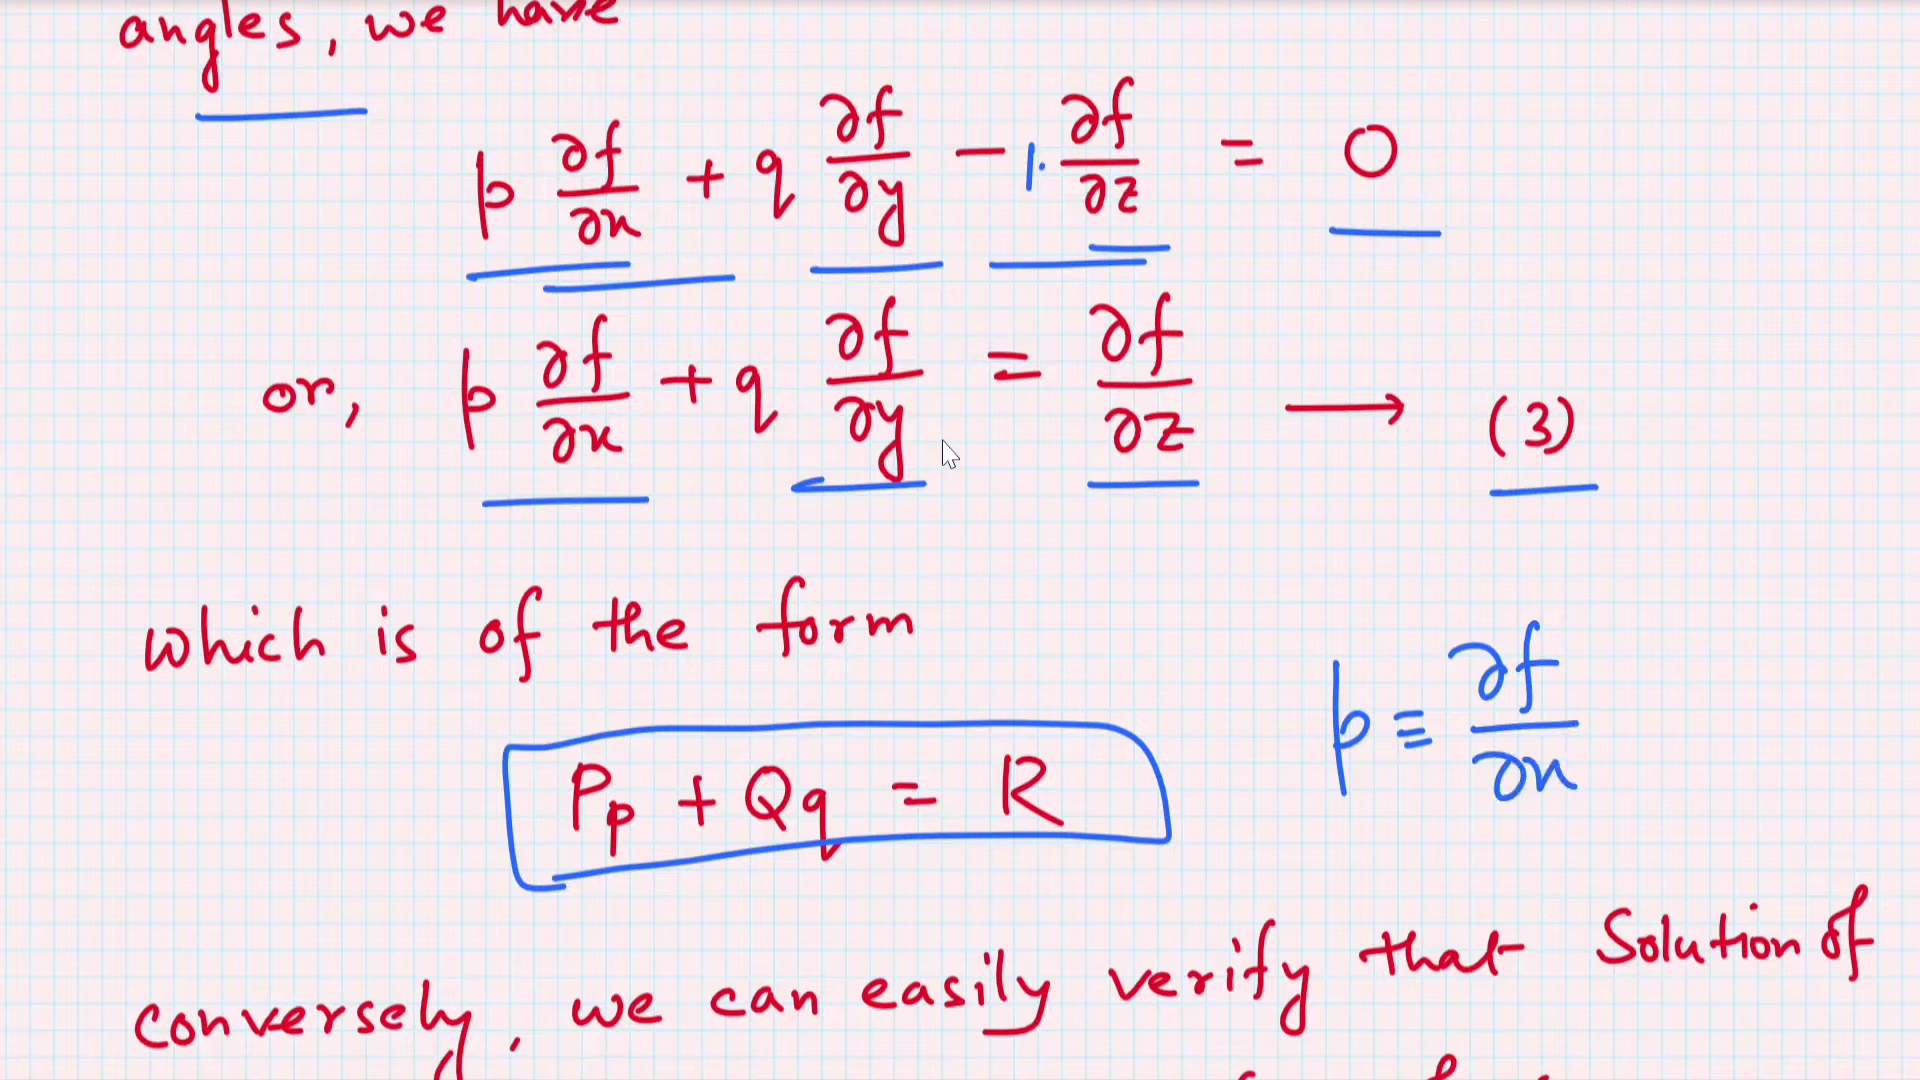 angles, we have
p ∂f/∂x + q ∂f/∂y − 1. ∂f/∂z = 0
or, p ∂f/∂x + q ∂f/∂y = ∂f/∂z → (3)
which is of the form
p ≡ ∂f/∂x
Pp + Qq = R
conversely, we can easily verify that Solution of